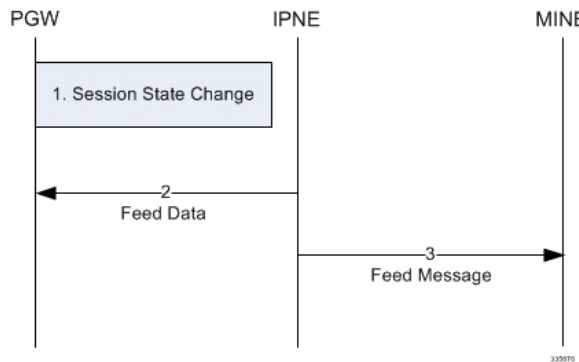 PGW IPNE MINE
1. Session State Change
2
Feed Data
3
Feed Message